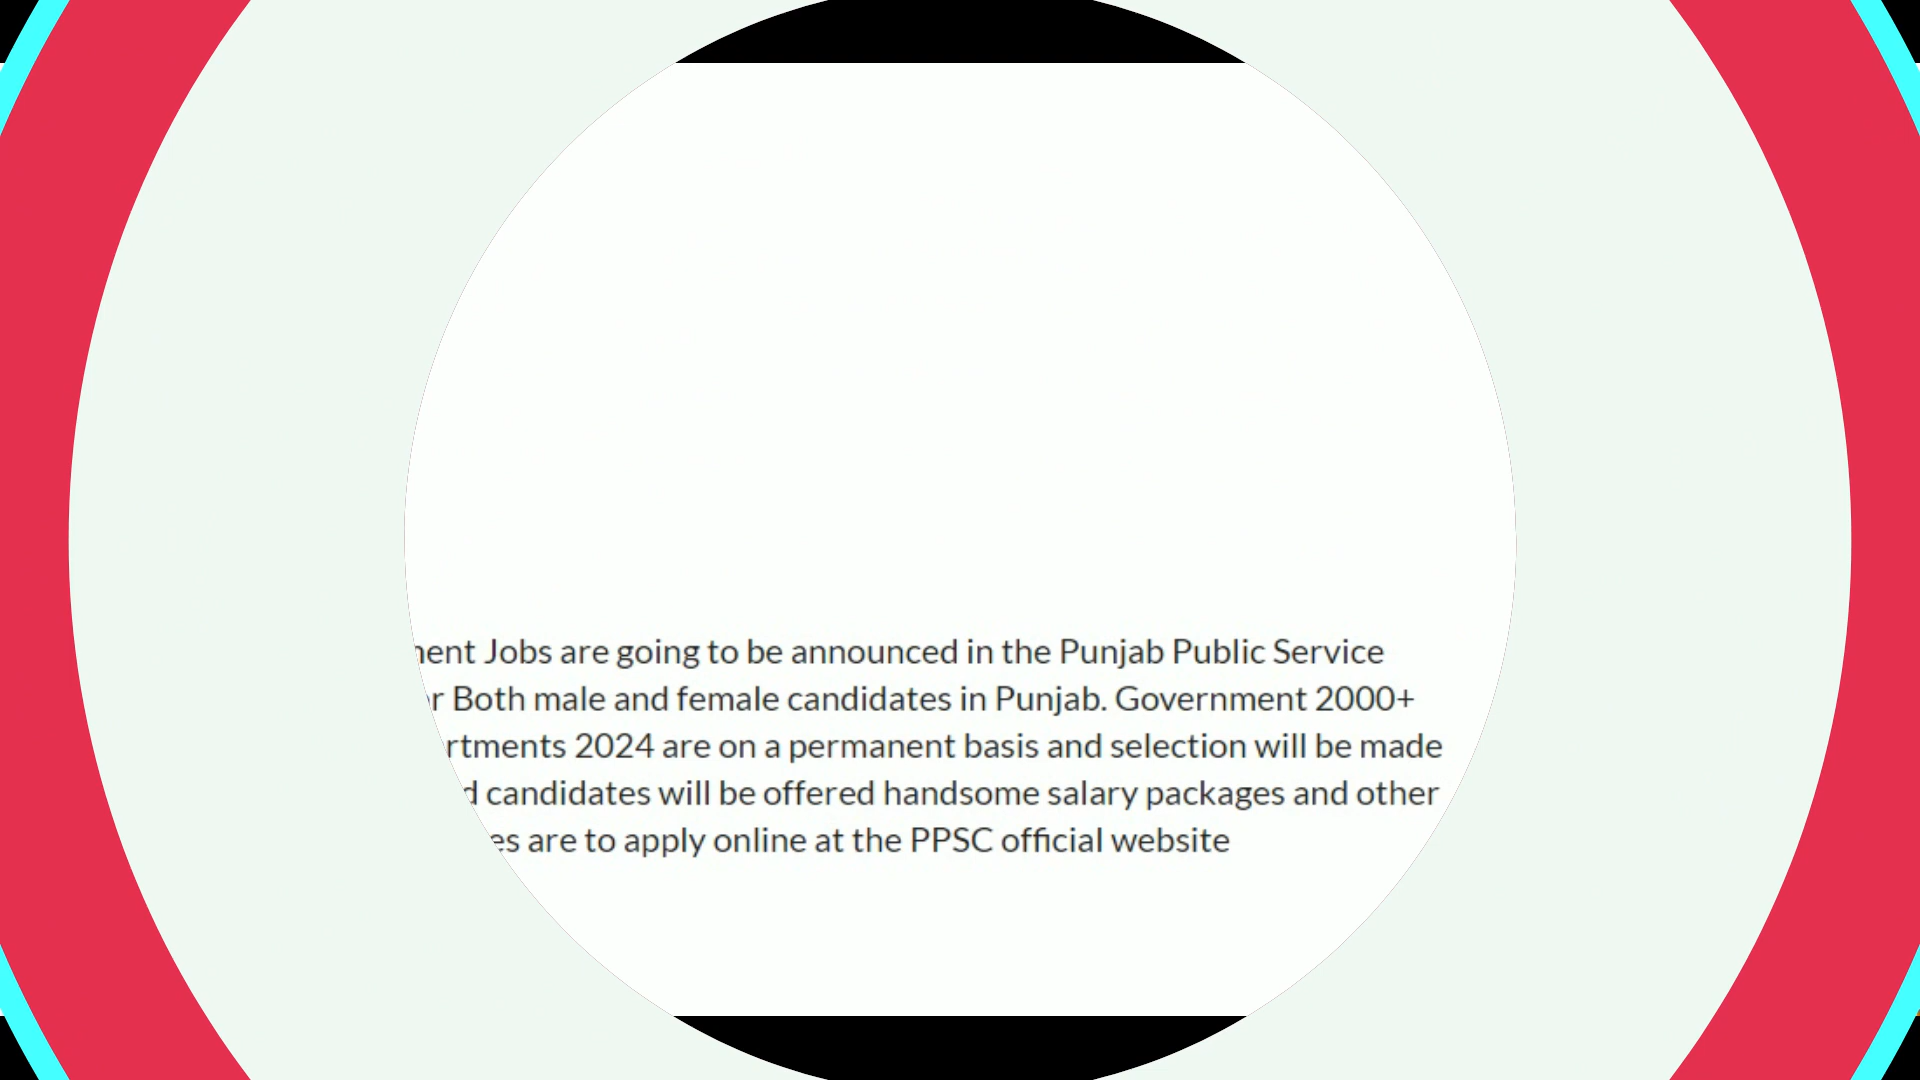 Jobs are going to be announced in the Punjab Public Service
Both male and female candidates in Punjab. Government 2000+
2024 are on a permanent basis and selection will be made
candidates will be offered handsome salary packages and other
are to apply online at the PPSC official website